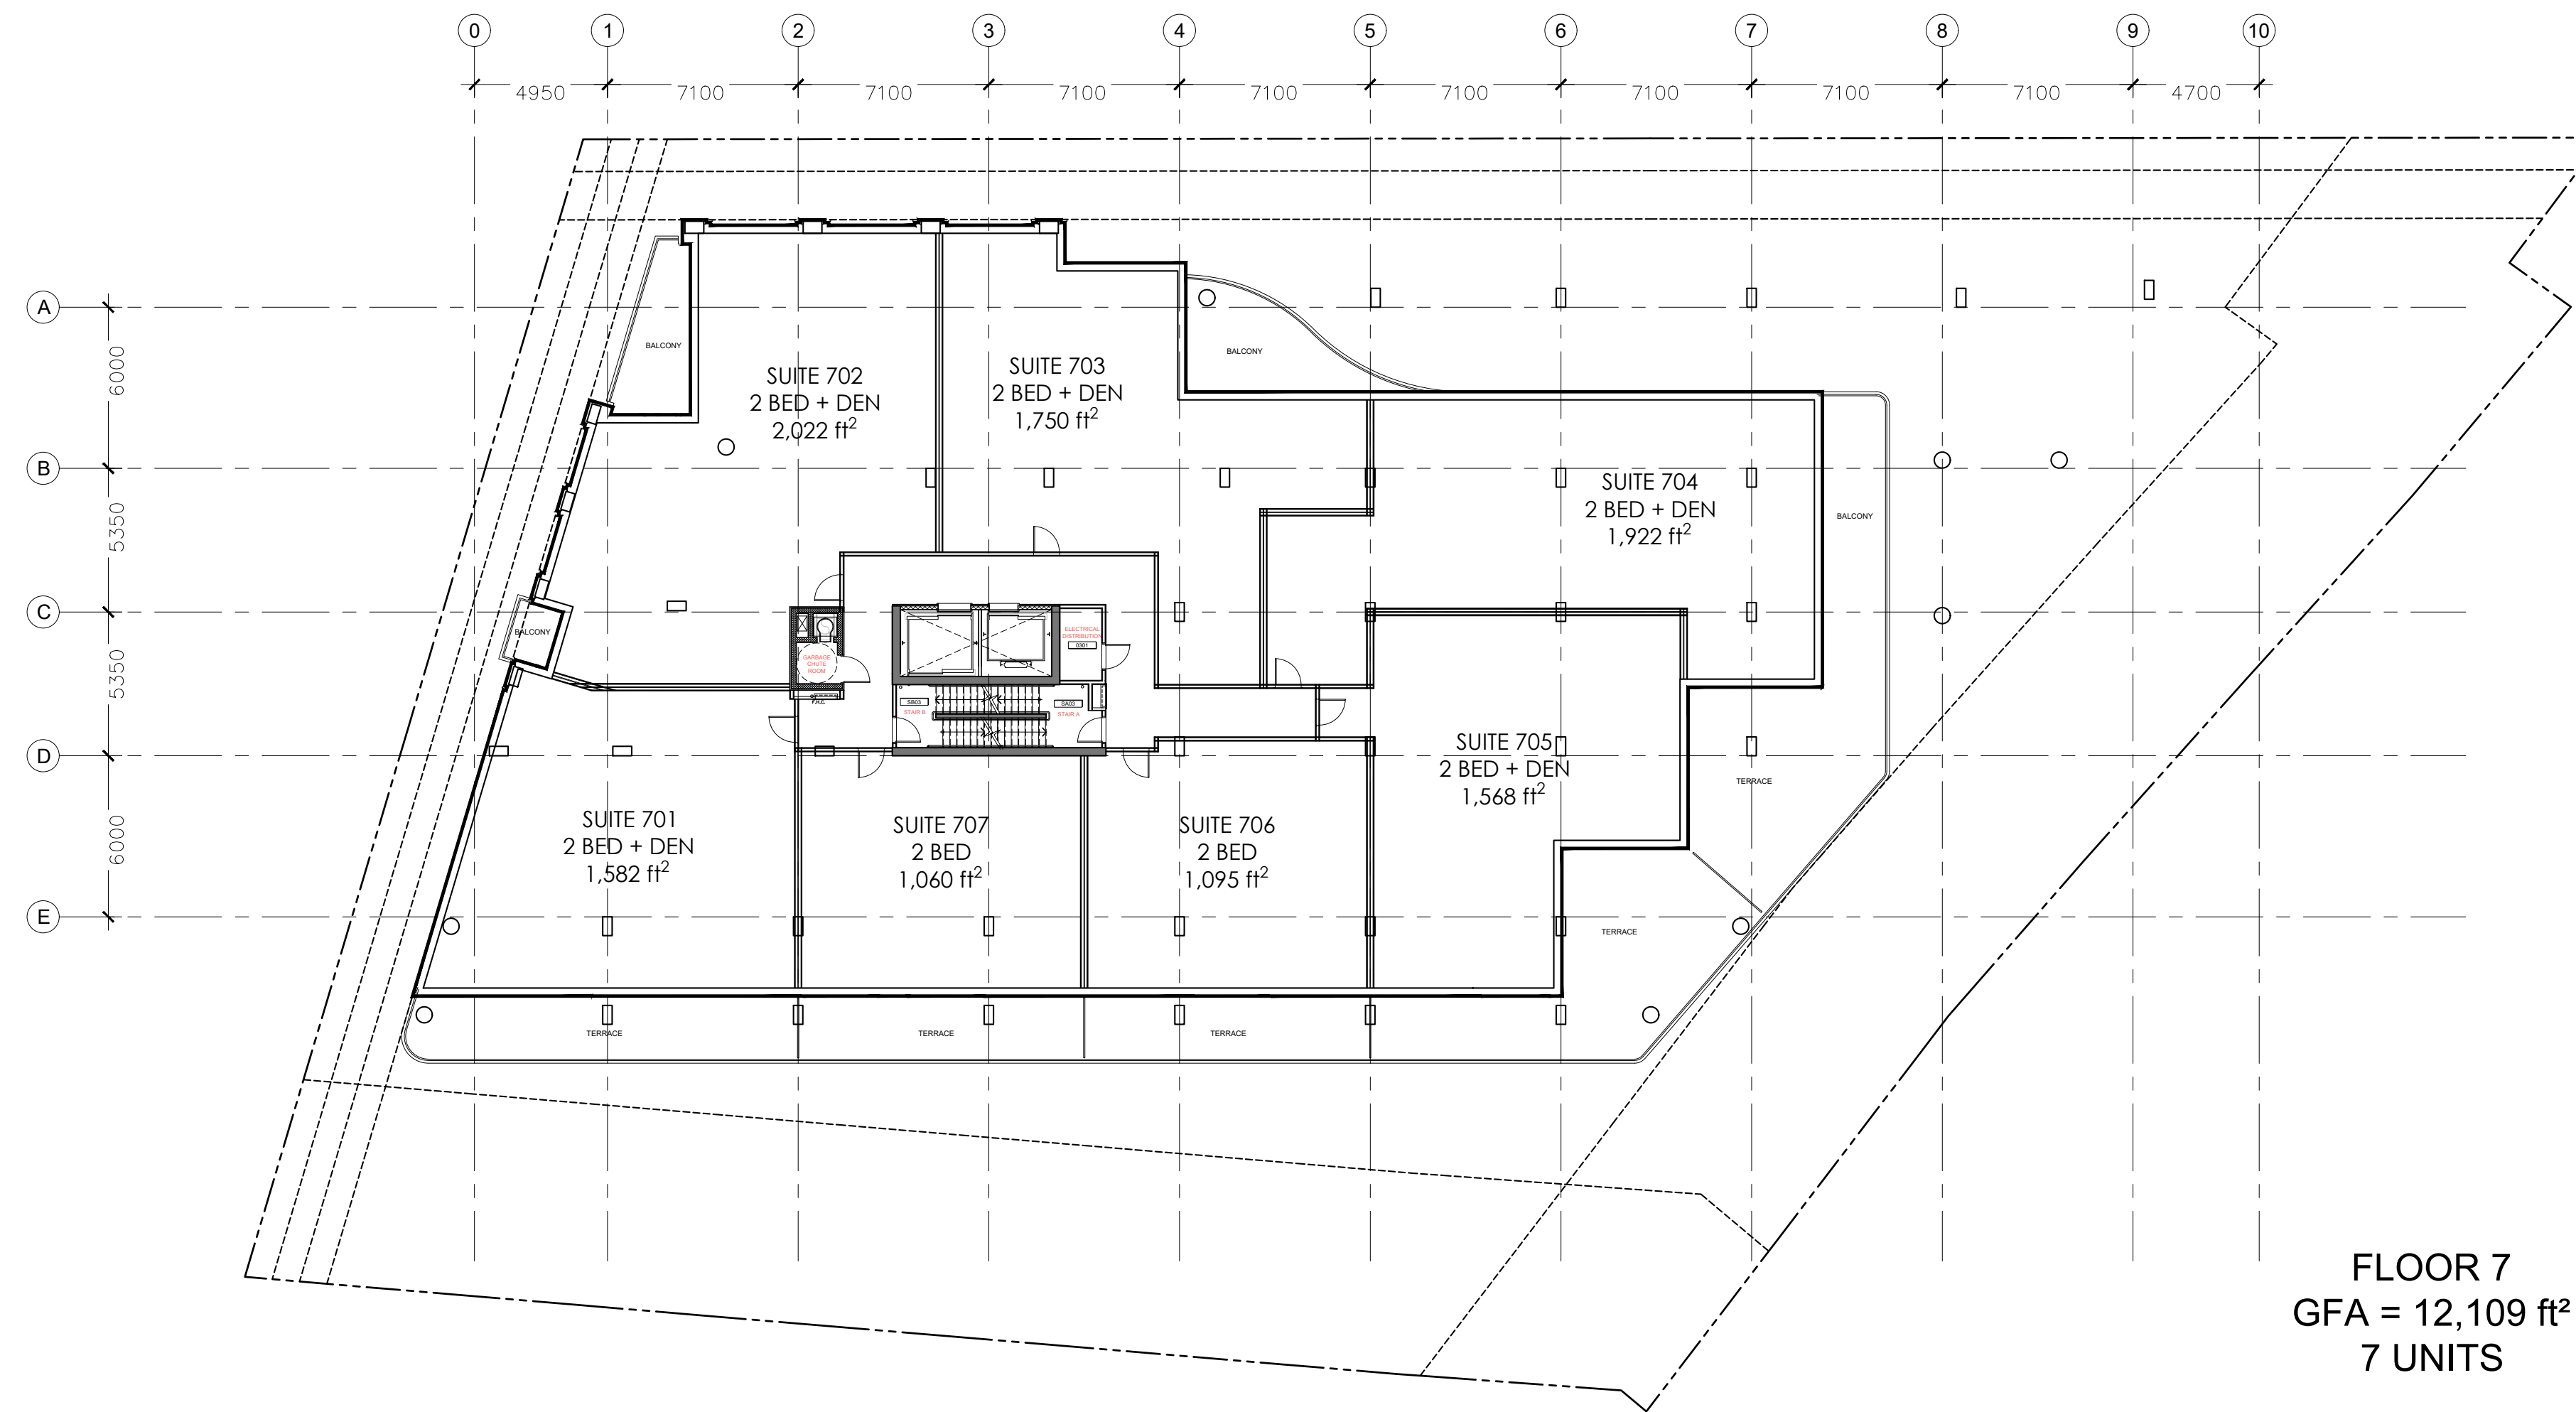 0 1 2 3 4 5 6 7 8 9 10
4950 7100 7100 7100 7100 7100 7100 7100 7100 4700
A
B
C
D
E
6000
5350
5350
6000
BALCONY
SUITE 702
2 BED + DEN
2,022 ft²
SUITE 703
2 BED + DEN
1,750 ft²
BALCONY
SUITE 704
2 BED + DEN
1,922 ft²
BALCONY
BALCONY
GARBAGE
CHUTE
ROOM
F.H.C.
ELECTRICAL
DISTRIBUTION
0301
SB03
STAIR B
SA03
STAIR A
SUITE 705
2 BED + DEN
1,568 ft²
TERRACE
SUITE 701
2 BED + DEN
1,582 ft²
SUITE 707
2 BED
1,060 ft²
SUITE 706
2 BED
1,095 ft²
TERRACE
TERRACE
TERRACE
TERRACE
FLOOR 7
GFA = 12,109 ft²
7 UNITS